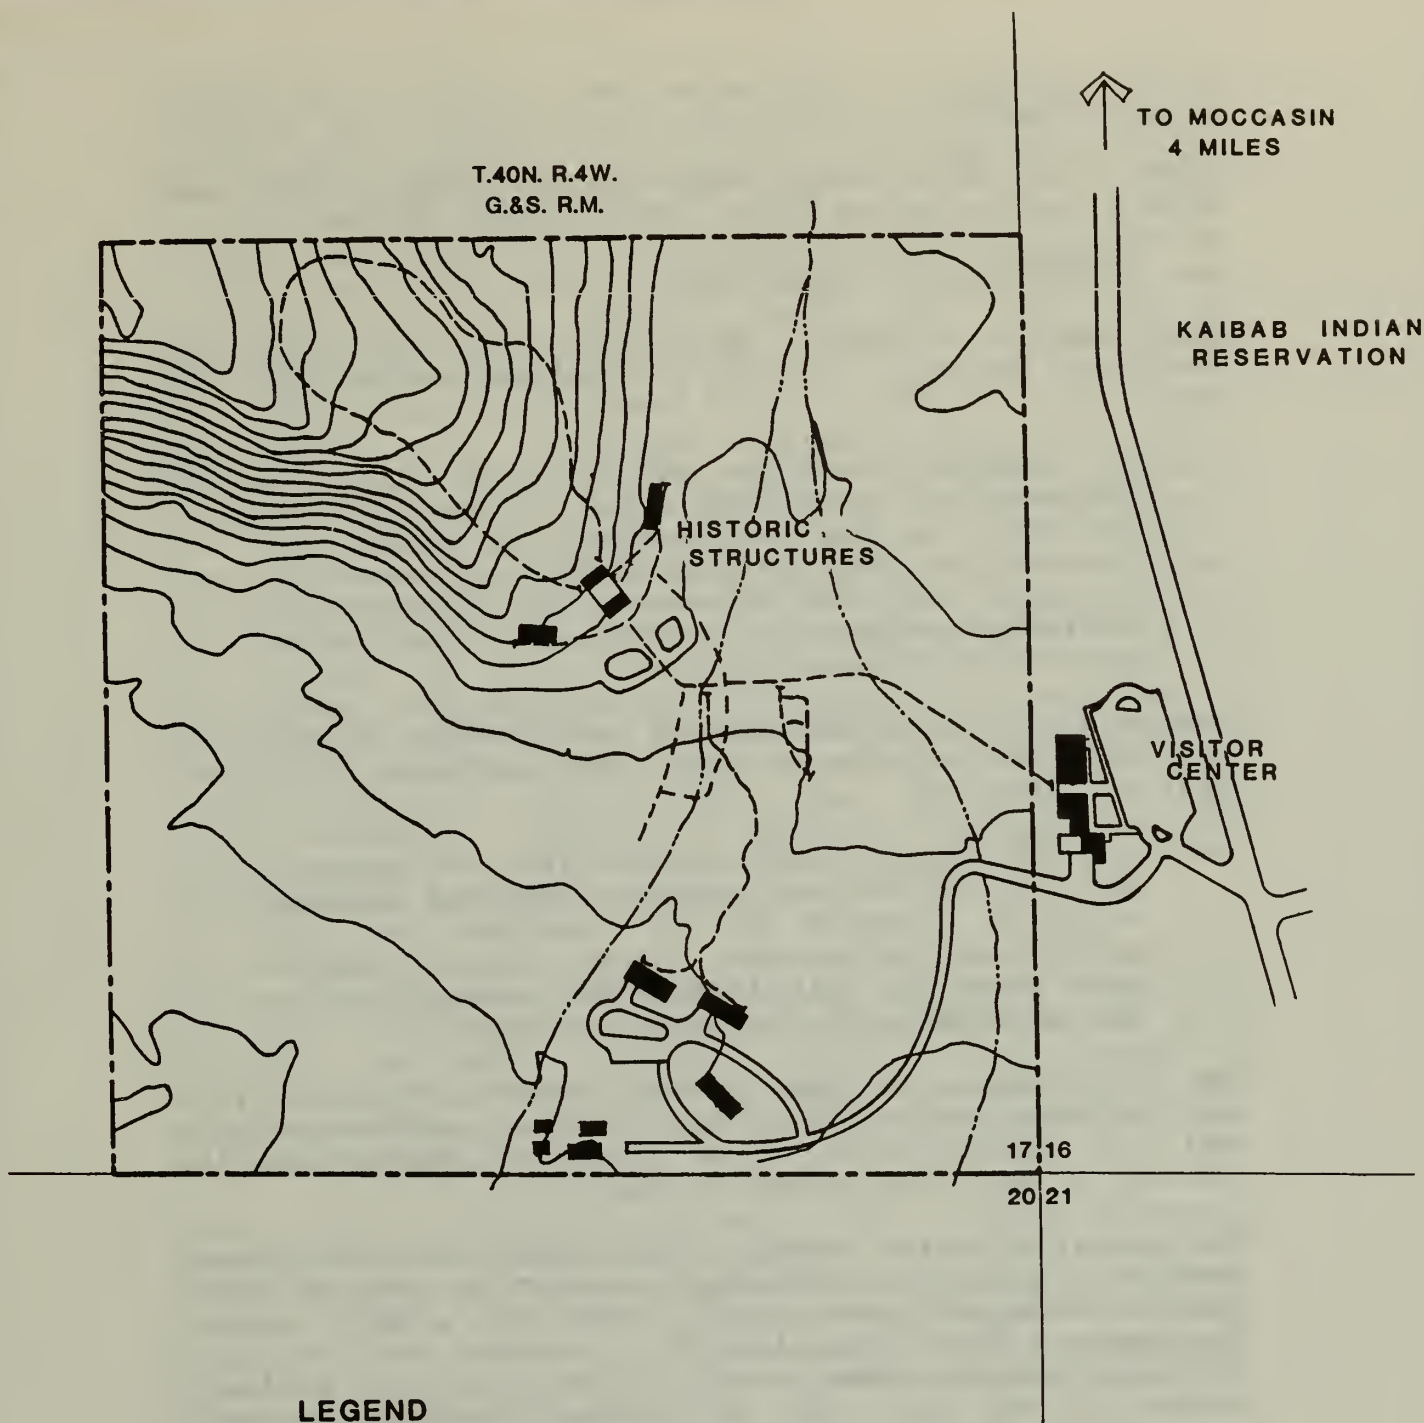 TO MOCCASIN
4 MILES
T.40N. R.4W.
G.&S. R.M.
KAIBAB INDIAN
RESERVATION
HISTORIC
STRUCTURES
VISITOR
CENTER
17 16
20 21
LEGEND